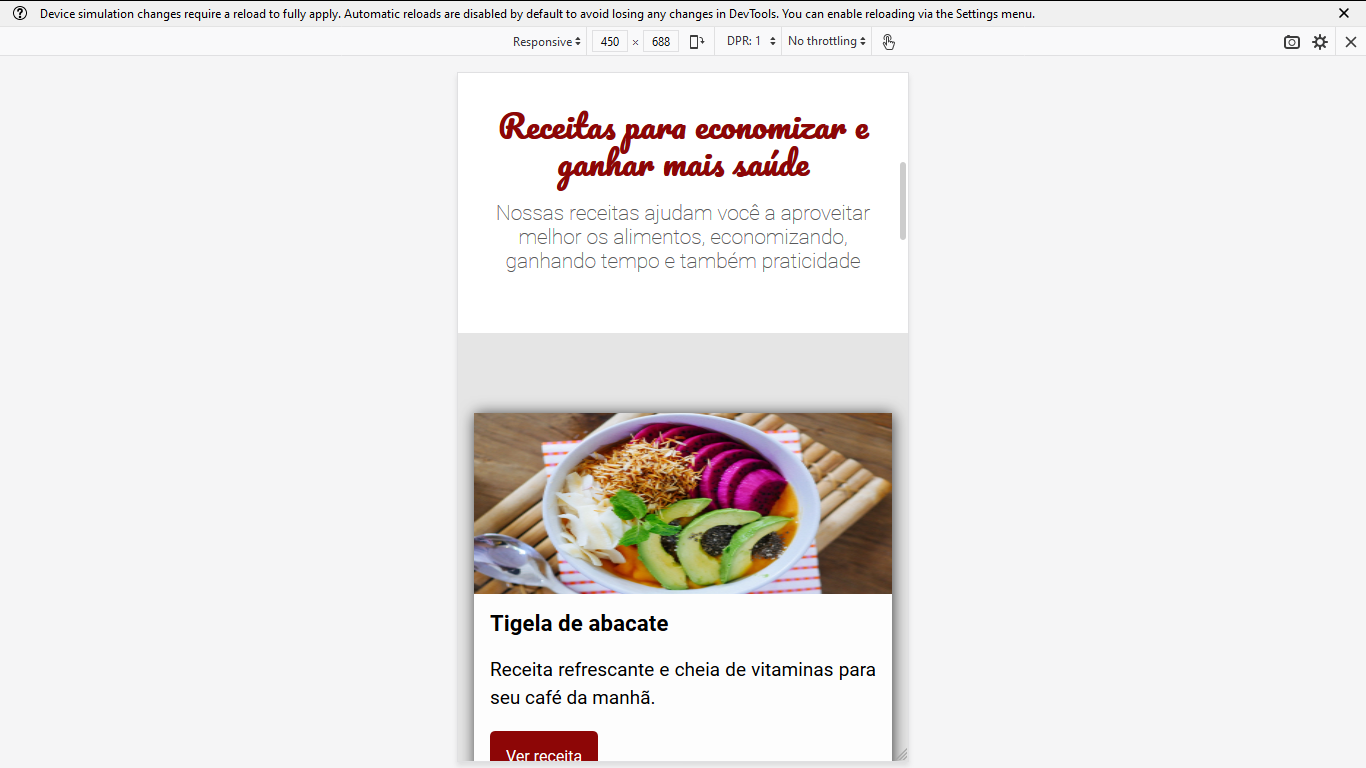 Device simulation changes require a reload to fully apply. Automatic reloads are disabled by default to avoid losing any changes in DevTools. You can enable reloading via the Settings menu.
Responsive 450 × 688 DPR: 1 No throttling
Receitas para economizar e
ganhar mais saúde
Nossas receitas ajudam você a aproveitar
melhor os alimentos, economizando,
ganhando tempo e também praticidade
Tigela de abacate
Receita refrescante e cheia de vitaminas para
seu café da manhã.
Ver receita